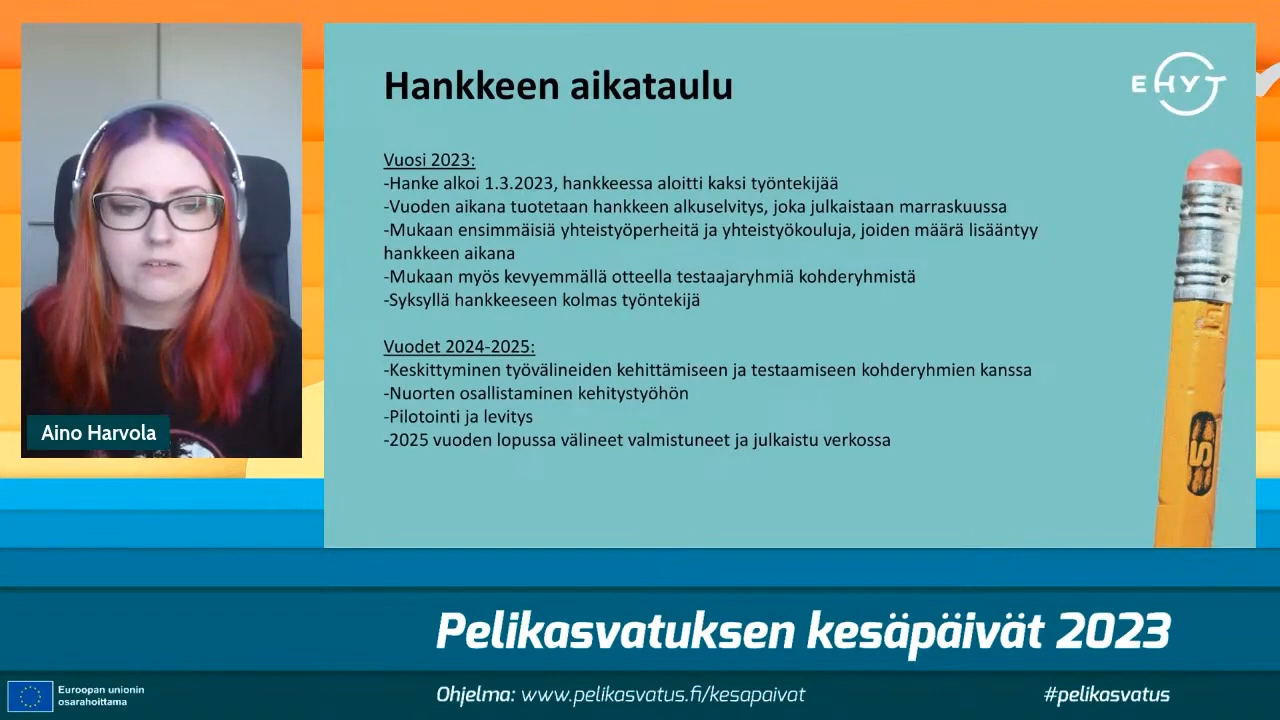 Hankkeen aikataulu
EHYT
Vuosi 2023:
-Hanke alkoi 1.3.2023, hankkeessa aloitti kaksi työntekijää
-Vuoden aikana tuotetaan hankkeen alkuselvitys, joka julkaistaan marraskuussa
-Mukaan ensimmäisiä yhteistyöperheitä ja yhteistyökouluja, joiden määrä lisääntyy
hankkeen aikana
-Mukaan myös kevyemmällä otteella testaajaryhmiä kohderyhmistä
-Syksyllä hankkeeseen kolmas työntekijä
Vuodet 2024-2025:
-Keskittyminen työvälineiden kehittämiseen ja testaamiseen kohderyhmien kanssa
-Nuorten osallistaminen kehitystyöhön
-Pilotointi ja levitys
-2025 vuoden lopussa välineet valmistuneet ja julkaistu verkossa
Aino Harvola
Pelikasvatuksen kesäpäivät 2023
Euroopan unionin
osarahoittama
Ohjelma: www.pelikasvatus.fi/kesapaivat
#pelikasvatus